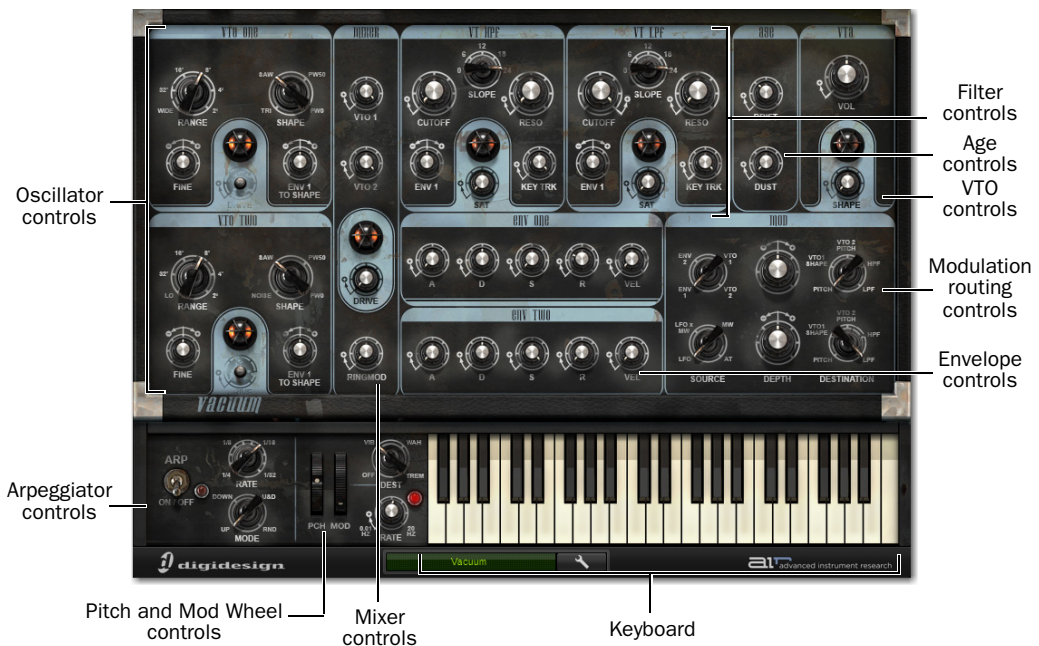 VTO ONE
MIXER
VT HPF
VT LPF
AGE
VTA
16' 8'
32' 4'
WIDE 2'
RANGE
SAW PW50
TRI PW0
SHAPE
FINE
ENV 1
TO SHAPE
VTO 1
VTO 2
DRIVE
RINGMOD
6 12 18
0 24
SLOPE
CUTOFF RESO
ENV 1 KEY TRK
SAT
6 12 18
0 24
SLOPE
CUTOFF RESO
ENV 1 KEY TRK
SAT
DUST
VOL
SHAPE
VTO TWO
16' 8'
32' 4'
LO 2'
RANGE
SAW PW50
NOISE PW0
SHAPE
FINE
ENV 1
TO SHAPE
ENV ONE
A D S R VEL
ENV TWO
A D S R VEL
MOD
ENV 2 VTO 1
ENV 1 VTO 2
VTO 2 PITCH
VTO1 SHAPE HPF
PITCH LPF
LFO x MW MW
LFO AT
VTO 2 PITCH
VTO1 SHAPE HPF
PITCH LPF
SOURCE DEPTH DESTINATION
VACUUM
ARP
ON / OFF
1/8 1/16
1/4 1/32
RATE
DOWN U&D
UP RND
MODE
PCH MOD
VIB WAH
OFF TREM
DEST
0.01 HZ 20 HZ
RATE
digidesign
Vacuum
air advanced instrument research
Oscillator
controls
Arpeggiator
controls
Filter
controls
Age
controls
VTO
controls
Modulation
routing
controls
Envelope
controls
Pitch and Mod Wheel
controls
Mixer
controls
Keyboard